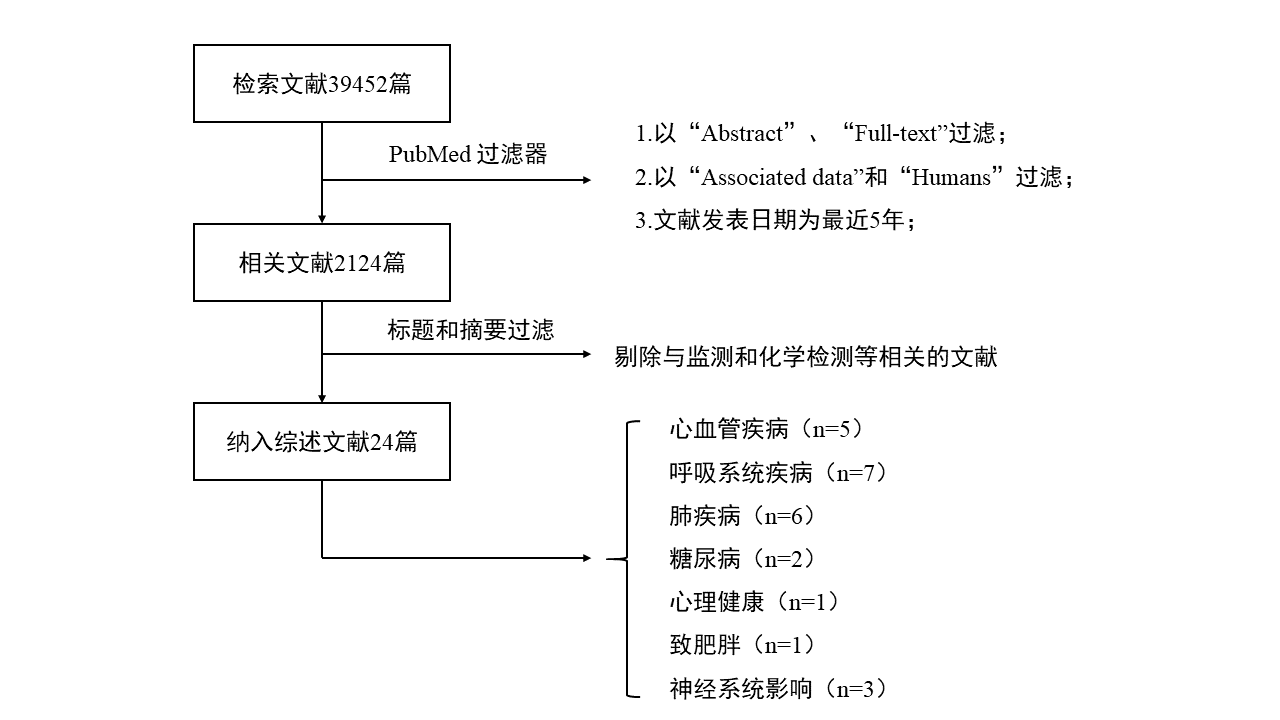 检索文献39452篇
PubMed 过滤器
1.以“Abstract”、“Full-text”过滤；
2.以“Associated data”和“Humans”过滤；
3.文献发表日期为最近5年；
相关文献2124篇
标题和摘要过滤
剔除与监测和化学检测等相关的文献
纳入综述文献24篇
心血管疾病（n=5）
呼吸系统疾病（n=7）
肺疾病（n=6）
糖尿病（n=2）
心理健康（n=1）
致肥胖（n=1）
神经系统影响（n=3）